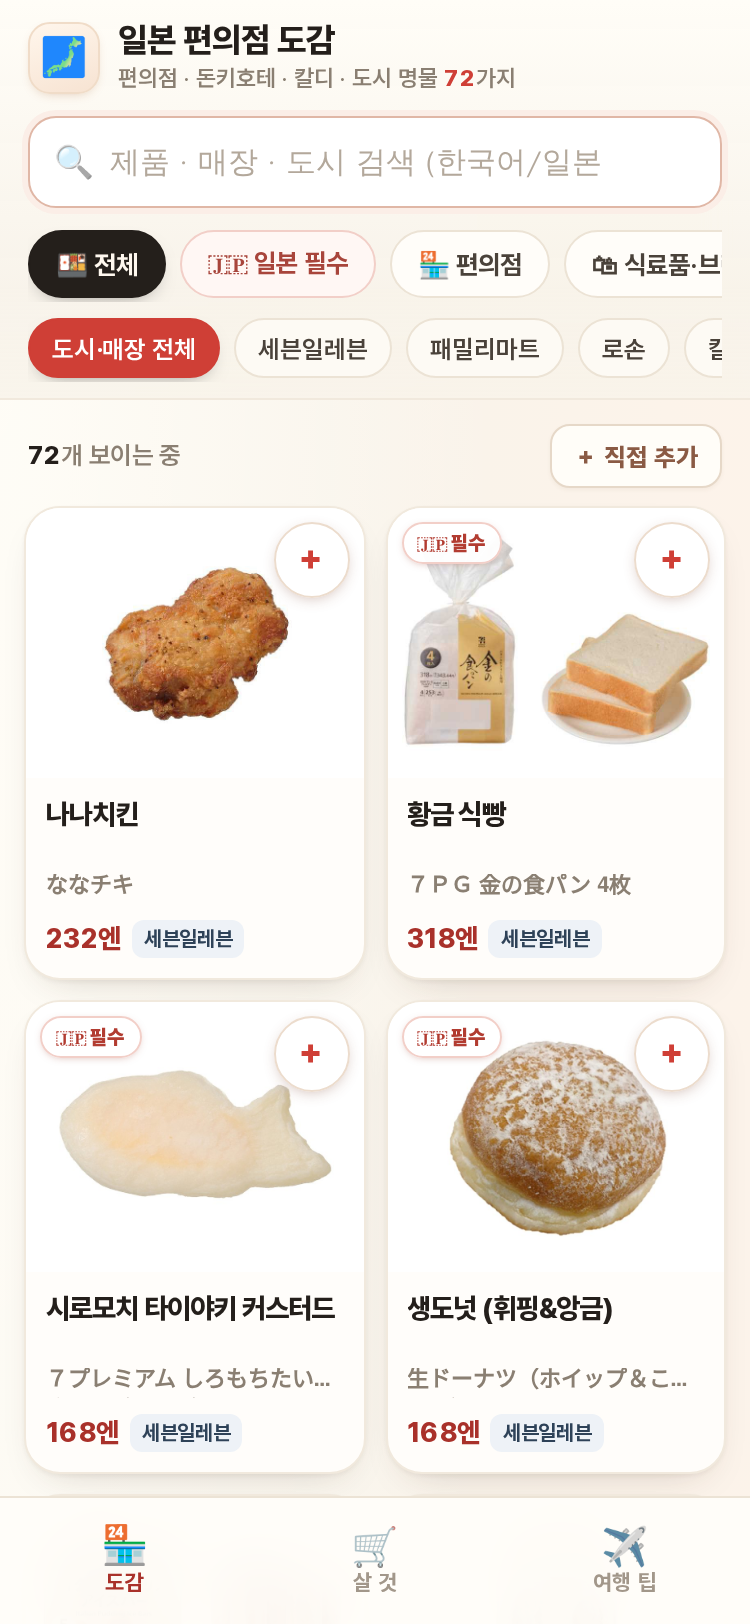 일본 편의점 도감
편의점 · 돈키호테 · 칼디 · 도시 명물 72가지
제품 · 매장 · 도시 검색 (한국어/일본
전체
🇯🇵 일본 필수
편의점
식료품·브
도시·매장 전체
세븐일레븐
패밀리마트
로손
72개 보이는 중
+ 직접 추가
+
나나치킨
ななチキ
232엔
세븐일레븐
🇯🇵 필수
+
4
金の食パン
황금 식빵
７ＰＧ 金の食パン 4枚
318엔
세븐일레븐
🇯🇵 필수
+
시로모치 타이야키 커스터드
７プレミアム しろもちたい...
168엔
세븐일레븐
🇯🇵 필수
+
생도넛 (휘핑&앙금)
生ドーナツ（ホイップ＆こ...
168엔
세븐일레븐
24
도감
살 것
여행 팁